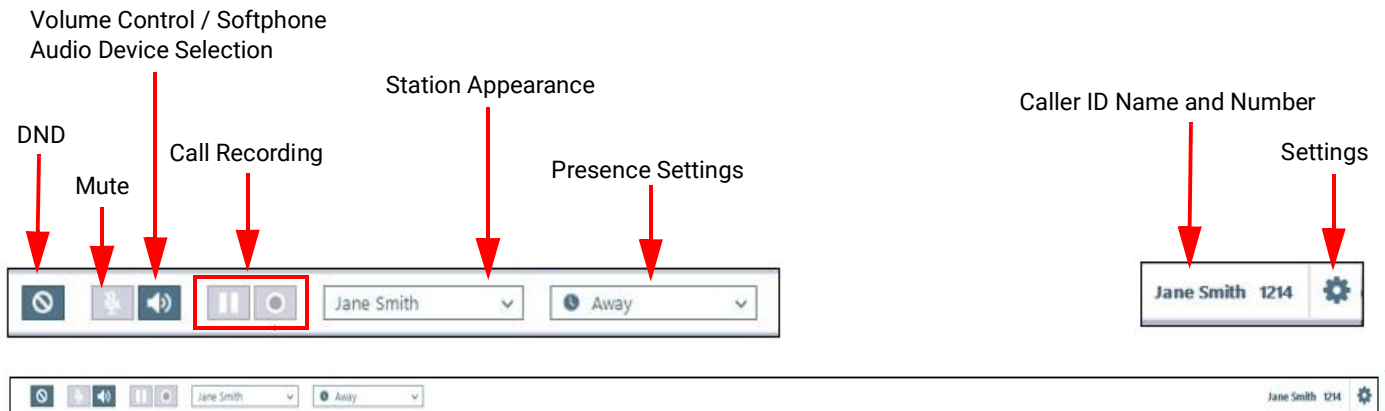 Volume Control / Softphone
Audio Device Selection
Station Appearance
Caller ID Name and Number
DND
Call Recording
Settings
Mute
Presence Settings
Jane Smith
Away
Jane Smith 1214
Jane Smith
Away
Jane Smith 1214